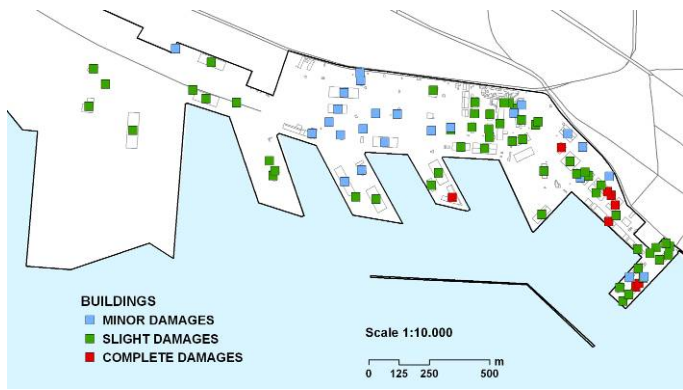 BUILDINGS
MINOR DAMAGES
SLIGHT DAMAGES
COMPLETE DAMAGES
Scale 1:10.000
m
0 125 250 500